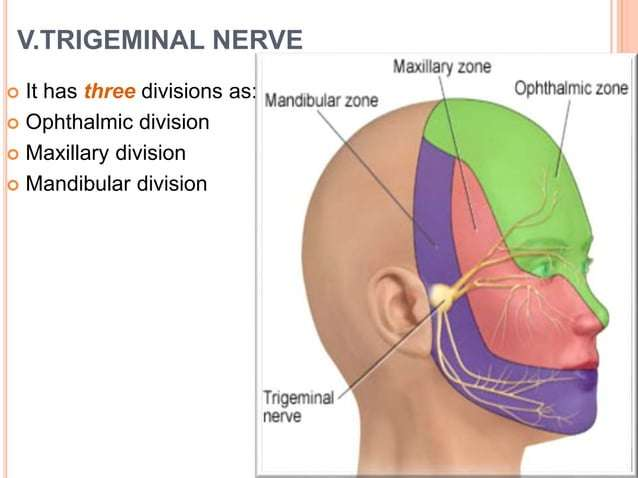 V.TRIGEMINAL NERVE
It has three divisions as:
Ophthalmic division
Maxillary division
Mandibular division
Maxillary zone
Ophthalmic zone
Mandibular zone
Trigeminal
nerve